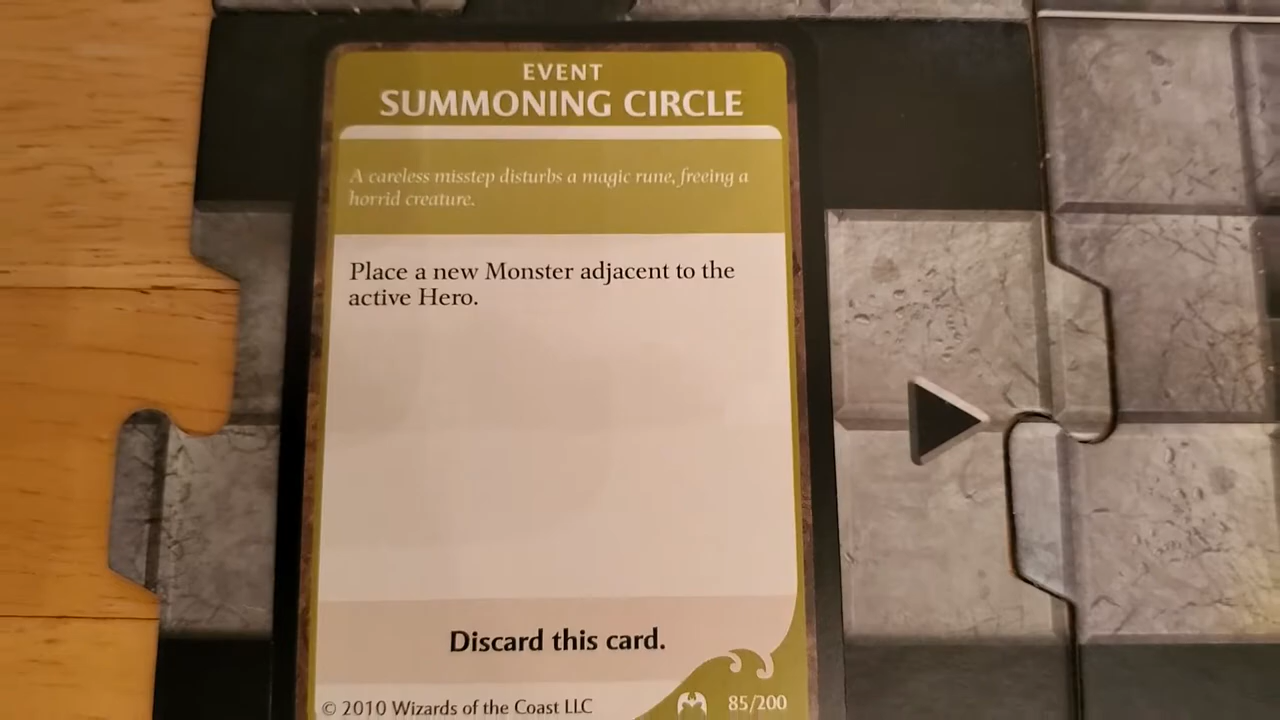 EVENT
SUMMONING CIRCLE
A careless misstep disturbs a magic rune, freeing a
horrid creature.
Place a new Monster adjacent to the
active Hero.
Discard this card.
© 2010 Wizards of the Coast LLC
85/200